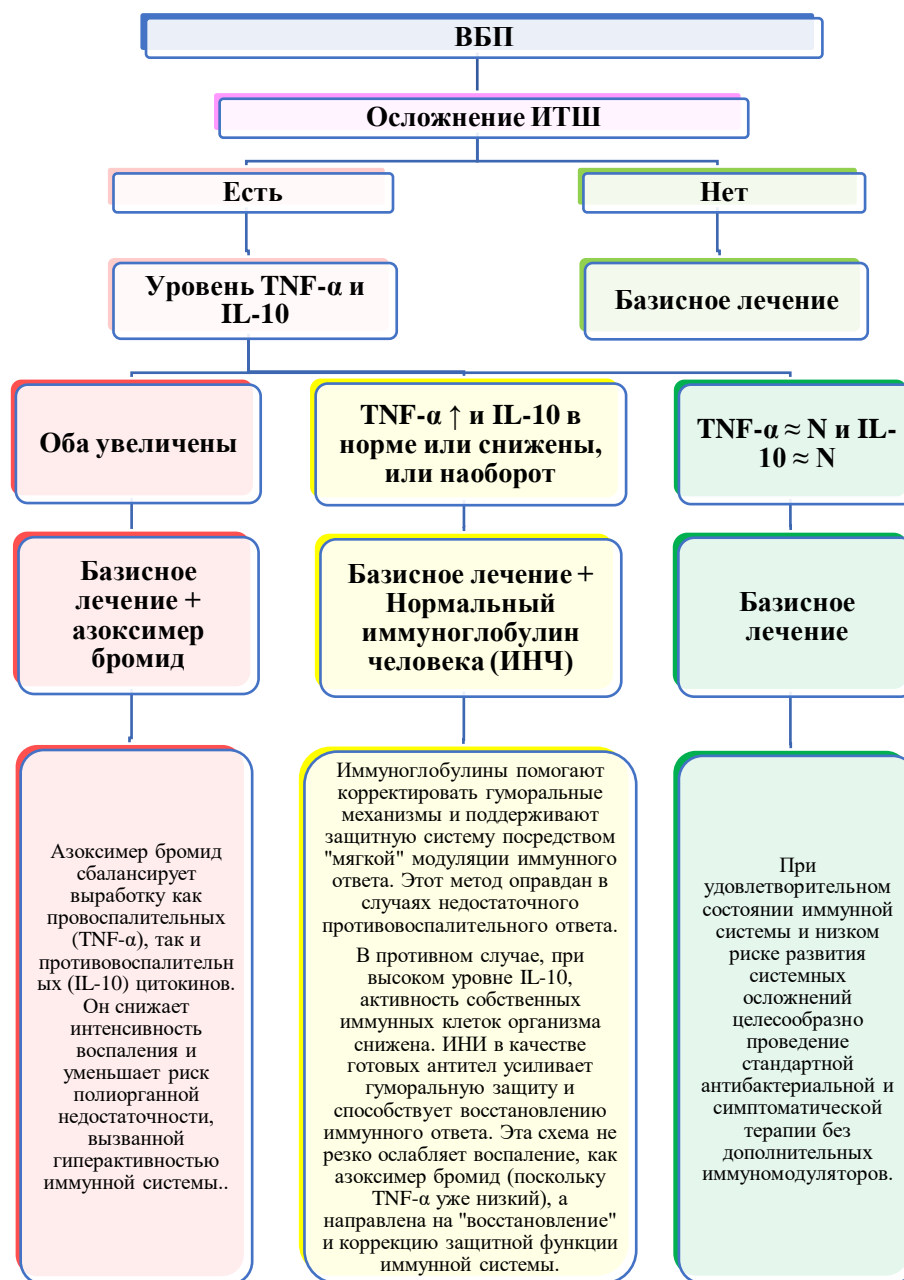 ВБП
Осложнение ИТШ
Есть
Нет
Уровень TNF-α и
IL-10
Базисное лечение
Оба увеличены
TNF-α ↑ и IL-10 в
норме или снижены,
или наоборот
TNF-α ≈ N и IL-
10 ≈ N
Базисное
лечение +
азоксимер
бромид
Базисное лечение +
Нормальный
иммуноглобулин
человека (ИНЧ)
Базисное
лечение
Азоксимер бромид
сбалансирует
выработку как
провоспалительных
(TNF-α), так и
противовоспалительн
ых (IL-10) цитокинов.
Он снижает
интенсивность
воспаления и
уменьшает риск
полиорганной
недостаточности,
вызванной
гиперактивностью
иммунной системы..
Иммуноглобулины помогают
корректировать гуморальные
механизмы и поддерживают
защитную систему посредством
"мягкой" модуляции иммунного
ответа. Этот метод оправдан в
случаях недостаточного
противовоспалительного ответа.
В противном случае, при
высоком уровне IL-10,
активность собственных
иммунных клеток организма
снижена. ИНИ в качестве
готовых антител усиливает
гуморальную защиту и
способствует восстановлению
иммунного ответа. Эта схема не
резко ослабляет воспаление, как
азоксимер бромид (поскольку
TNF-α уже низкий), а
направлена на "восстановление"
и коррекцию защитной функции
иммунной системы.
При
удовлетворительном
состоянии иммунной
системы и низком
риске развития
системных
осложнений
целесообразно
проведение
стандартной
антибактериальной и
симптоматической
терапии без
дополнительных
иммуномодуляторов.